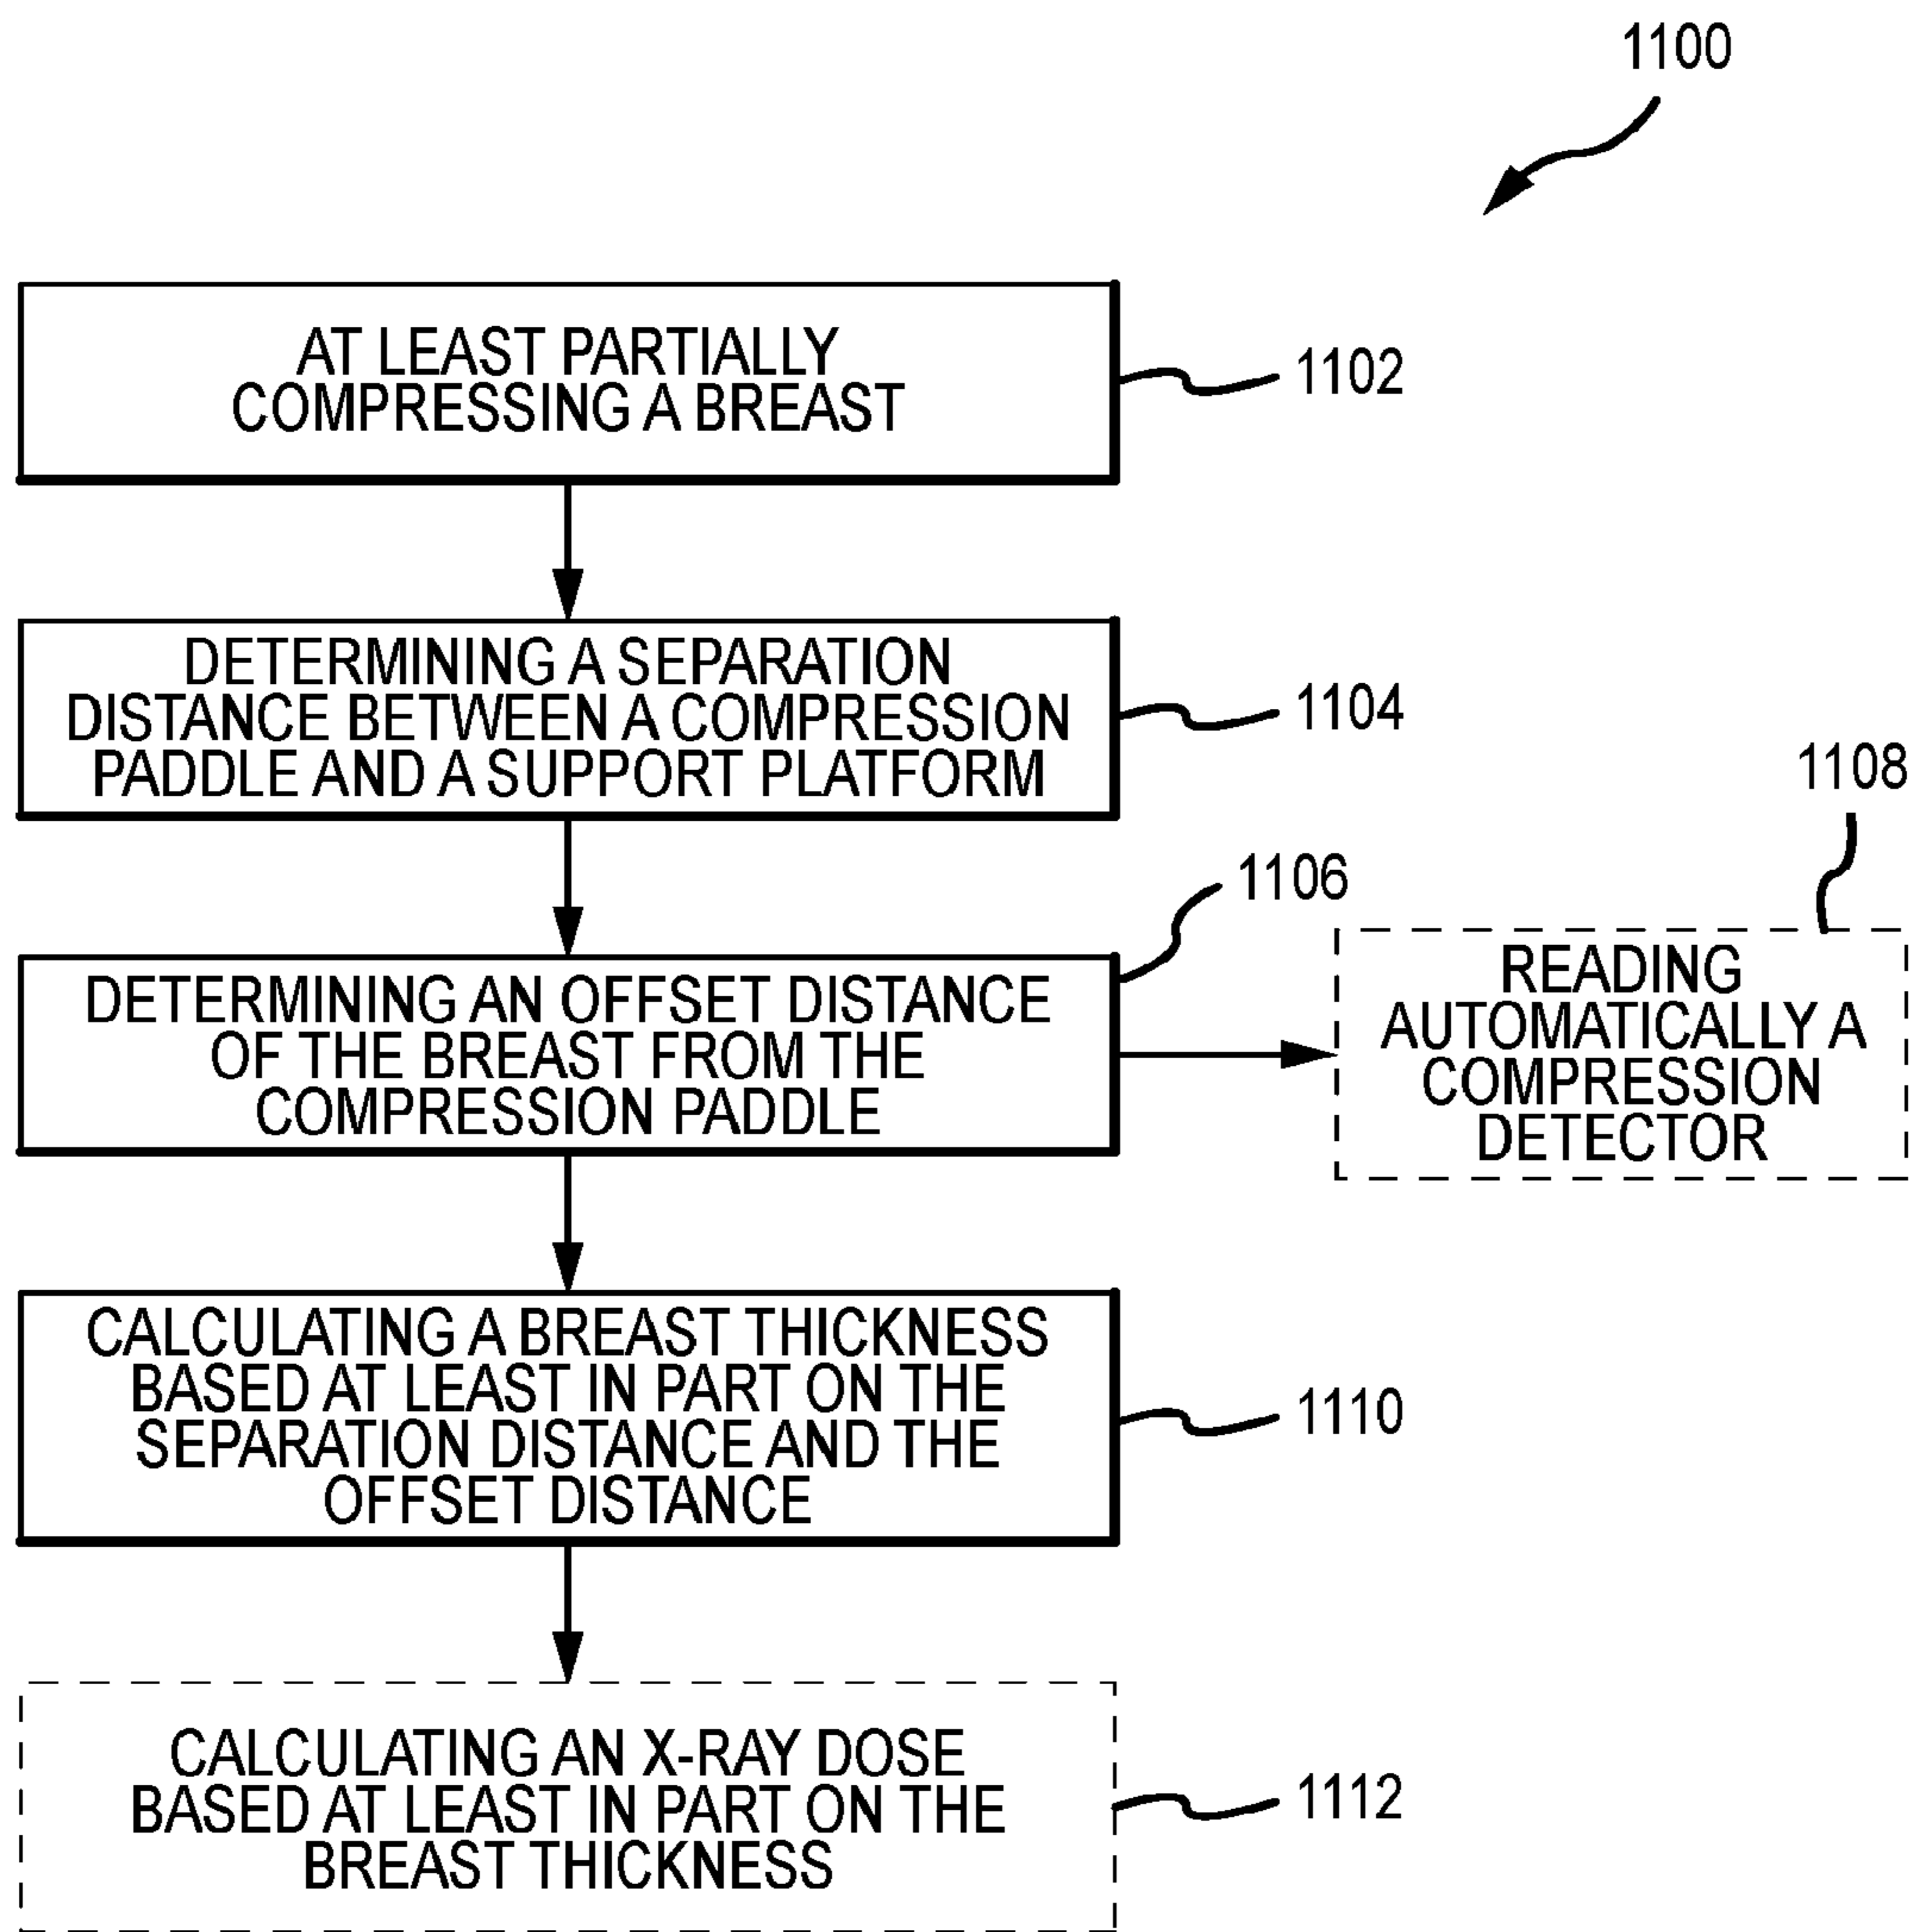 1100
AT LEAST PARTIALLY
COMPRESSING A BREAST
1102
DETERMINING A SEPARATION
DISTANCE BETWEEN A COMPRESSION
PADDLE AND A SUPPORT PLATFORM
1104
1106
DETERMINING AN OFFSET DISTANCE
OF THE BREAST FROM THE
COMPRESSION PADDLE
1108
READING
AUTOMATICALLY A
COMPRESSION
DETECTOR
CALCULATING A BREAST THICKNESS
BASED AT LEAST IN PART ON THE
SEPARATION DISTANCE AND THE
OFFSET DISTANCE
1110
CALCULATING AN X-RAY DOSE
BASED AT LEAST IN PART ON THE
BREAST THICKNESS
1112